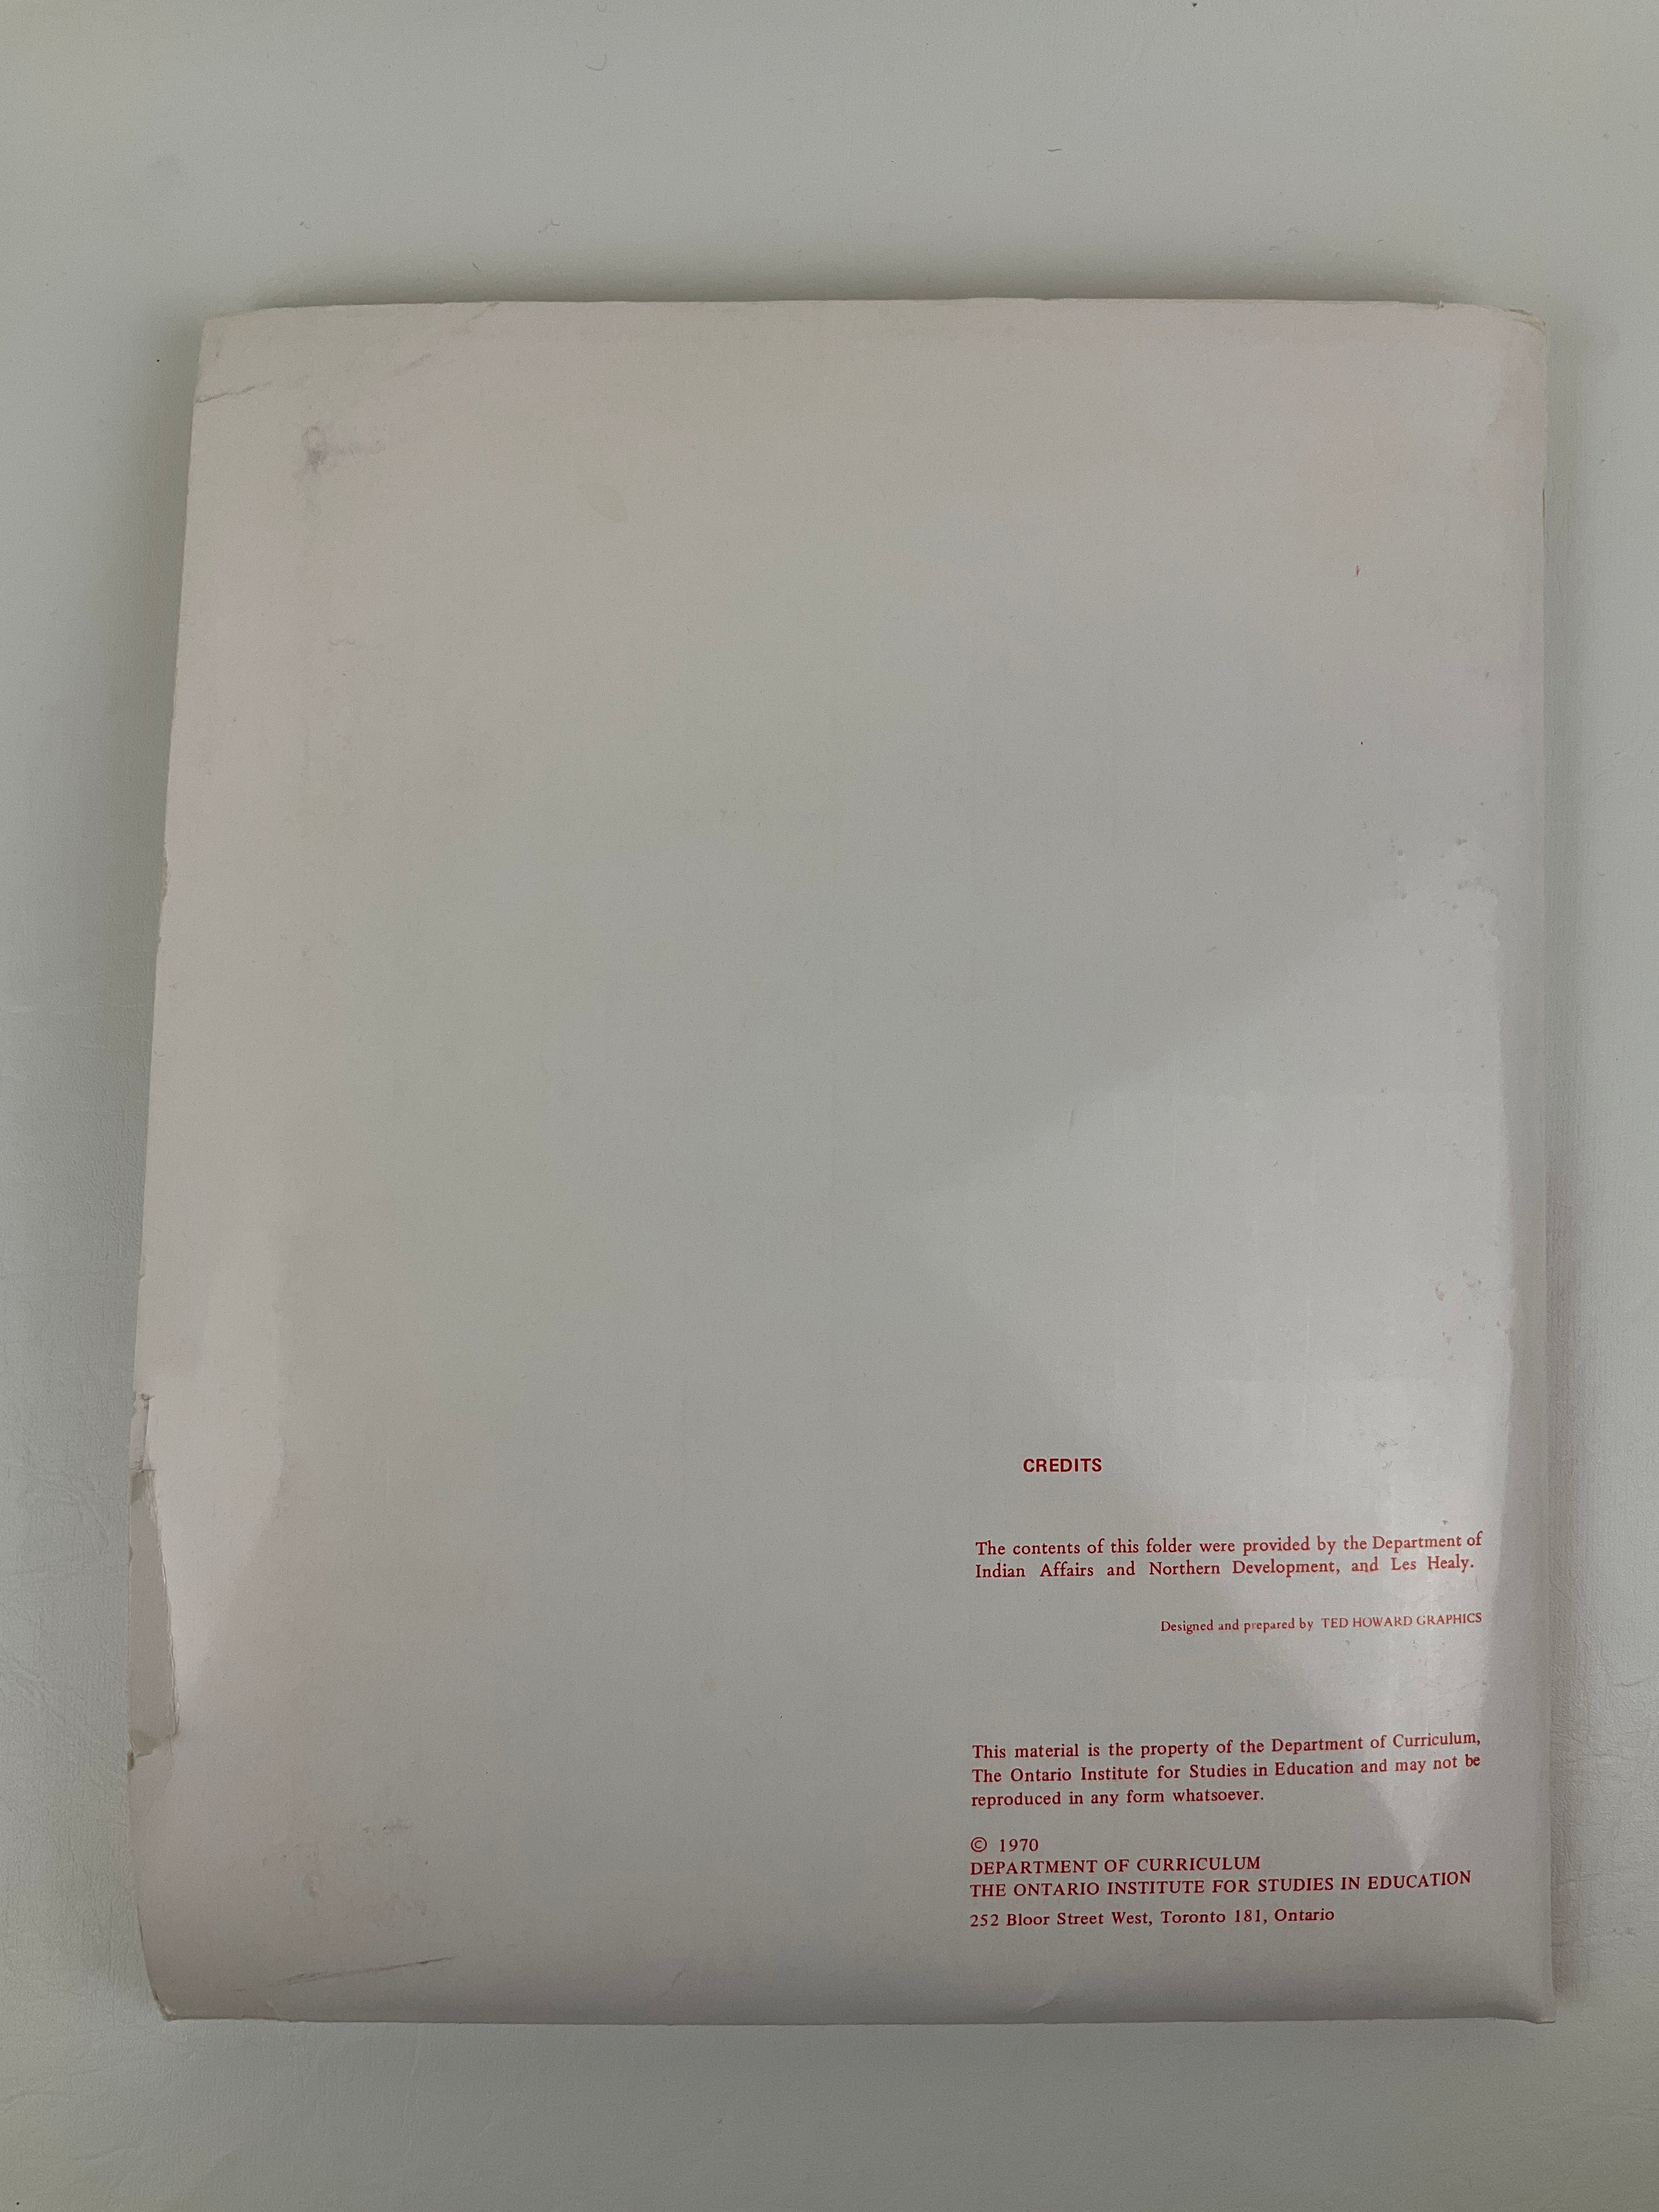 CREDITS
The contents of this folder were provided by the Department of
Indian Affairs and Northern Development, and Les Healy.
Designed and prepared by TED HOWARD GRAPHICS
This material is the property of the Department of Curriculum,
The Ontario Institute for Studies in Education and may not be
reproduced in any form whatsoever.
© 1970
DEPARTMENT OF CURRICULUM
THE ONTARIO INSTITUTE FOR STUDIES IN EDUCATION
252 Bloor Street West, Toronto 181, Ontario